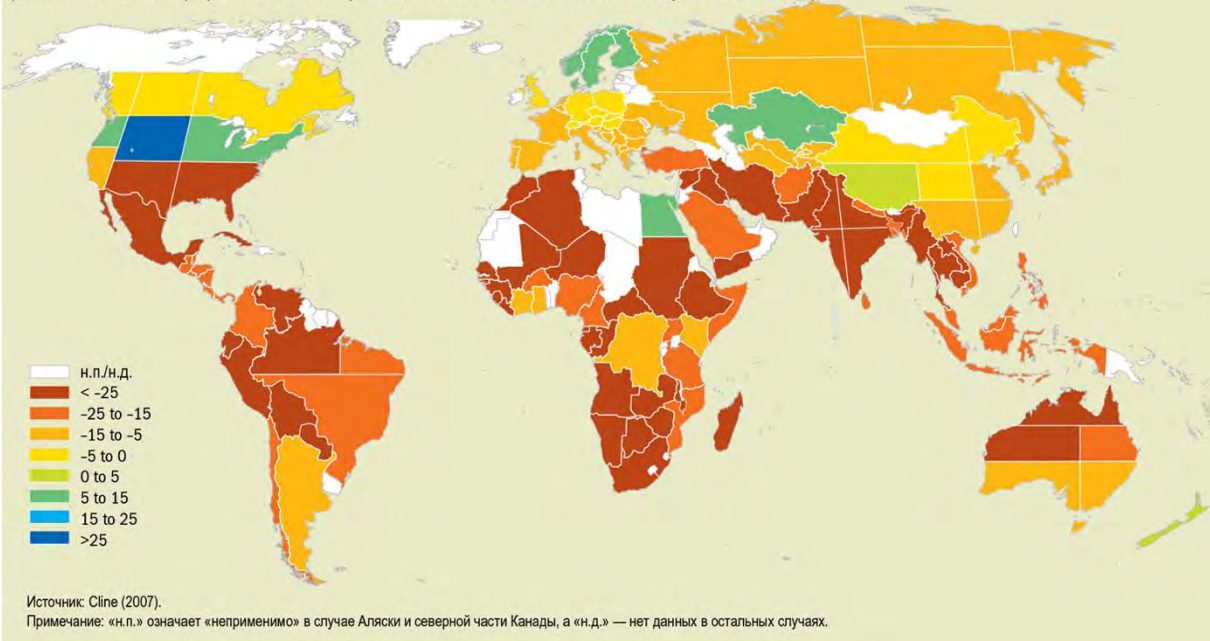 н.п./н.д.
< -25
-25 to -15
-15 to -5
-5 to 0
0 to 5
5 to 15
15 to 25
>25
Источник: Cline (2007).
Примечание: «н.п.» означает «неприменимо» в случае Аляски и северной части Канады, а «н.д.» — нет данных в остальных случаях.